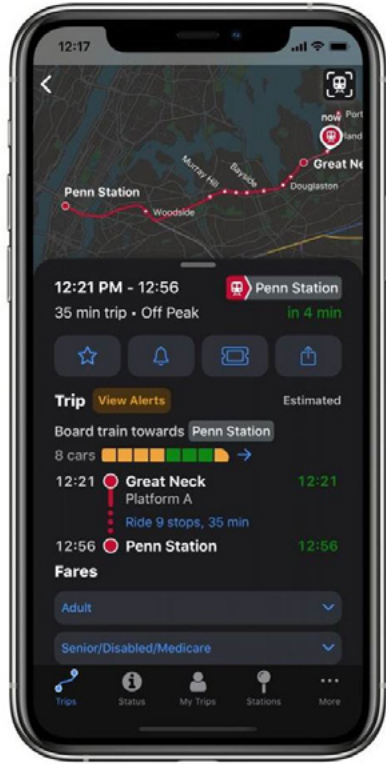 12:17
now
Port
land
Great Ne
Murray Hill
Bayside
Douglaston
Penn Station
Woodside
12:21 PM - 12:56
Penn Station
35 min trip • Off Peak
in 4 min
Trip
View Alerts
Estimated
Board train towards Penn Station
8 cars
12:21 Great Neck 12:21
Platform A
Ride 9 stops, 35 min
12:56 Penn Station 12:56
Fares
Adult
Senior/Disabled/Medicare
Trips Status My Trips Stations More